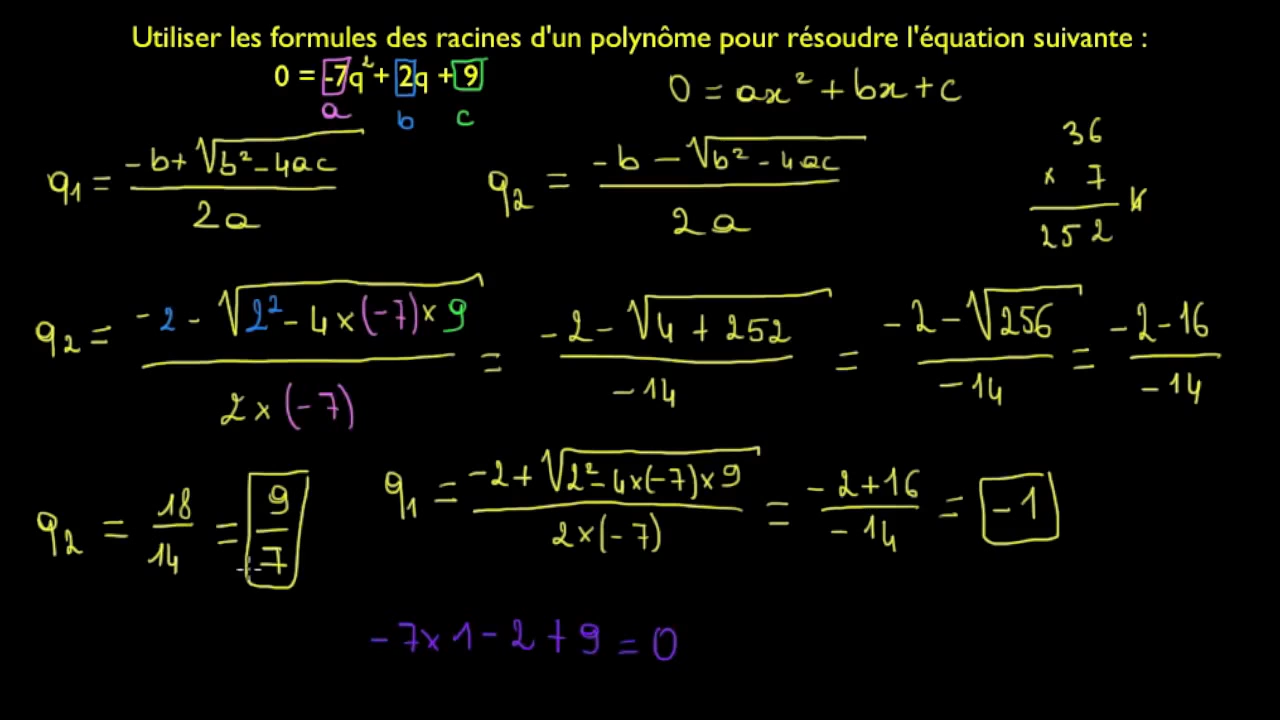 Utiliser les formules des racines d'un polynôme pour résoudre l'équation suivante :
0 = -7q² + 2q + 9
a b c
0 = ax² + bx + c
36
x 7
252
q₁ = (-b + √(b² - 4ac)) / 2a
q₂ = (-b - √(b² - 4ac)) / 2a
q₂ = (-2 - √(2² - 4 × (-7) × 9)) / (2 × (-7)) = (-2 - √(4 + 252)) / -14 = (-2 - √256) / -14 = (-2 - 16) / -14
q₂ = 18/14 = 9/7
q₁ = (-2 + √(2² - 4 × (-7) × 9)) / (2 × (-7)) = (-2 + 16) / -14 = -1
-7 × 1 - 2 + 9 = 0